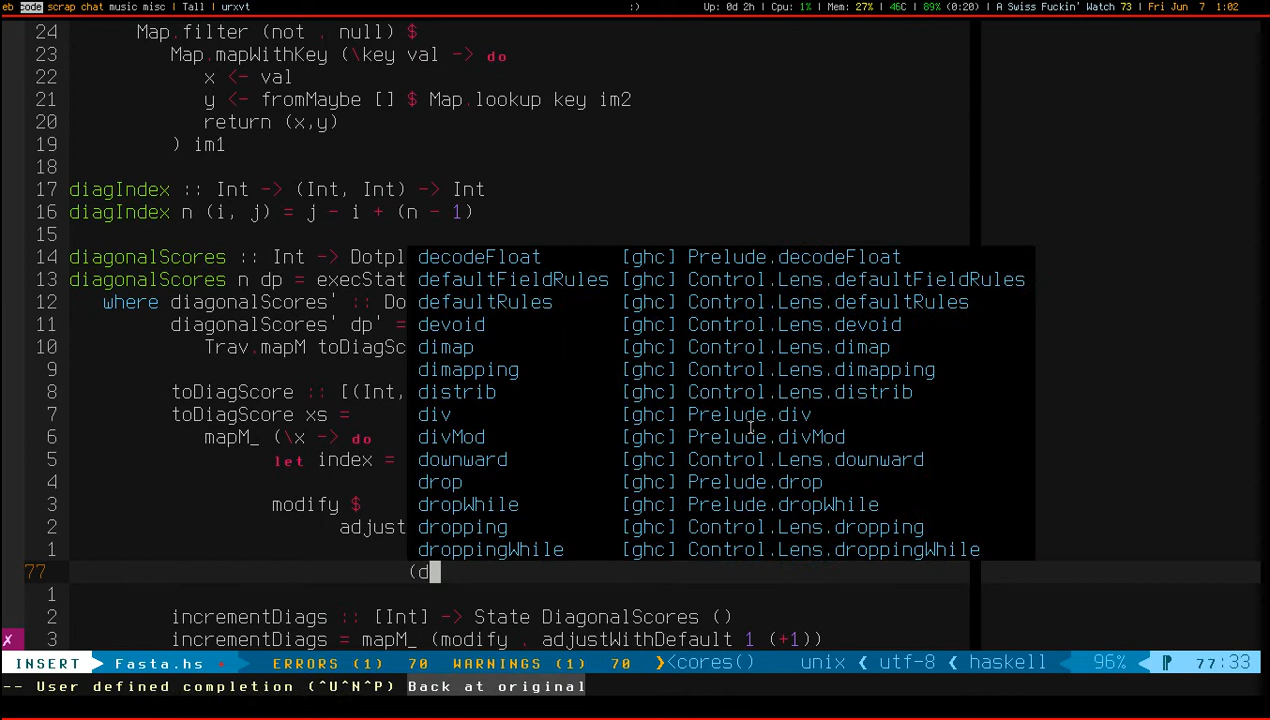 eb code scrap chat music misc | Tall | urxvt :) Up: 0d 2h | Cpu: 1% | Mem: 27% | 46C | 89% (0:20) | A Swiss Fuckin' Watch 73 | Fri Jun 7 1:02
24 Map.filter (not . null) $
23 Map.mapWithKey (\key val -> do
22 x <- val
21 y <- fromMaybe [] $ Map.lookup key im2
20 return (x,y)
19 ) im1
18
17 diagIndex :: Int -> (Int, Int) -> Int
16 diagIndex n (i, j) = j - i + (n - 1)
15
14 diagonalScores :: Int -> Dotpl decodeFloat [ghc] Prelude.decodeFloat
13 diagonalScores n dp = execStat defaultFieldRules [ghc] Control.Lens.defaultFieldRules
12 where diagonalScores' :: Do defaultRules [ghc] Control.Lens.defaultRules
11 diagonalScores' dp' = devoid [ghc] Control.Lens.devoid
10 Trav.mapM toDiagSc dimap [ghc] Control.Lens.dimap
9 dimapping [ghc] Control.Lens.dimapping
8 toDiagScore :: [(Int, distrib [ghc] Control.Lens.distrib
7 toDiagScore xs = div [ghc] Prelude.div
6 mapM_ (\x -> do divMod [ghc] Prelude.divMod
5 let index = downward [ghc] Control.Lens.downward
4 drop [ghc] Prelude.drop
3 modify $ dropWhile [ghc] Prelude.dropWhile
2 adjust dropping [ghc] Control.Lens.dropping
1 droppingWhile [ghc] Control.Lens.droppingWhile
77 (d
1
2 incrementDiags :: [Int] -> State DiagonalScores ()
✗ 3 incrementDiags = mapM_ (modify . adjustWithDefault 1 (+1))
INSERT Fasta.hs ERRORS (1) 70 WARNINGS (1) 70 <cores() unix utf-8 haskell 96% 77:33
-- User defined completion (^U^N^P) Back at original